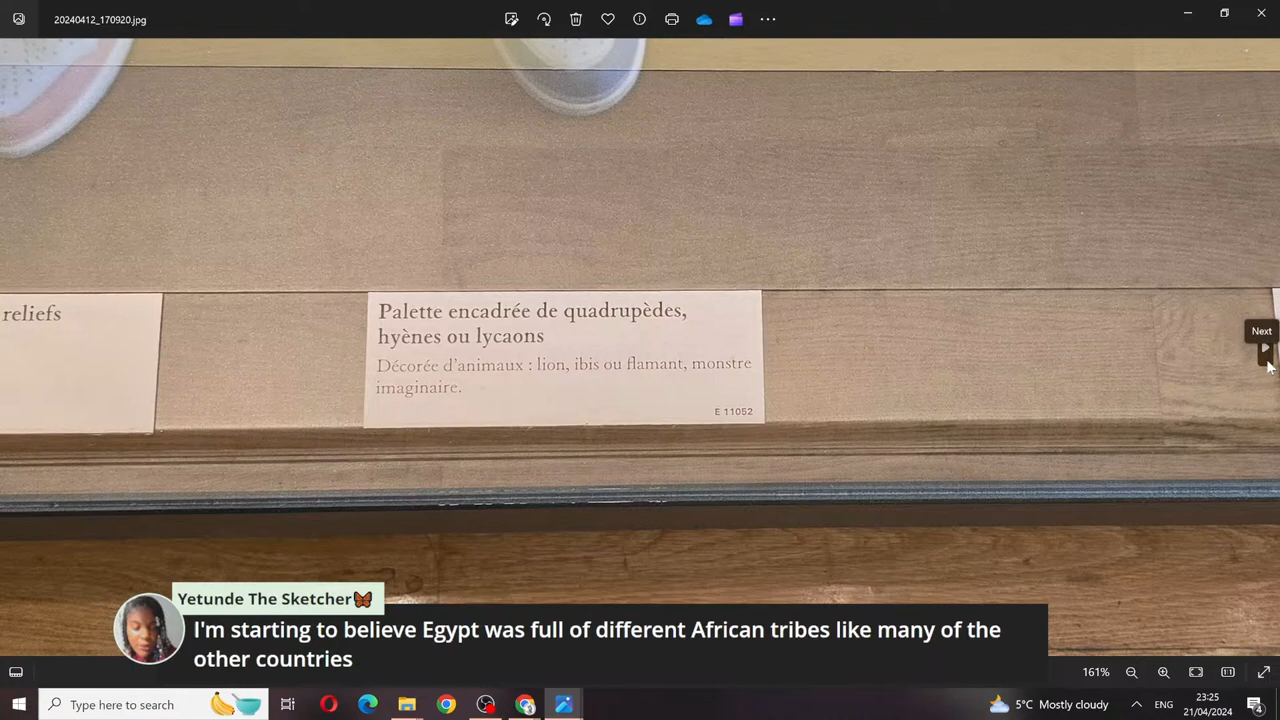 20240412_170920.jpg
reliefs
Palette encadrée de quadrupèdes,
hyènes ou lycaons
Décorée d'animaux : lion, ibis ou flamant, monstre
imaginaire.
E 11052
Next
Yetunde The Sketcher🦋
I'm starting to believe Egypt was full of different African tribes like many of the
other countries
161%
Type here to search
5°C Mostly cloudy
ENG
23:25
21/04/2024
4